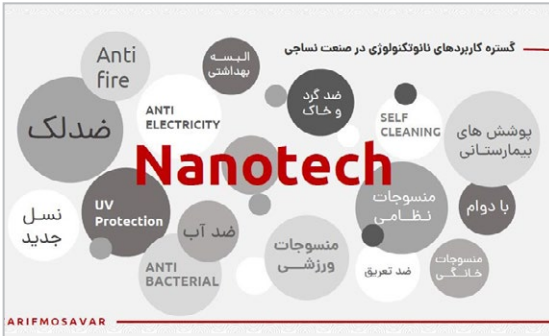 گستره کاربردهای نانوتکنولوژی در صنعت نساجی
Anti
fire
البسه
بهداشتی
ضد گرد
و خاک
ANTI
ELECTRICITY
SELF
CLEANING
پوشش های
بیمارستانی
ضدلک
Nanotech
UV
Protection
منسوجات
نظامی
با دوام
نسل
جدید
ضد آب
منسوجات
ورزشی
ANTI
BACTERIAL
ضد تعریق
منسوجات
خانگی
ARIFMOSAVAR